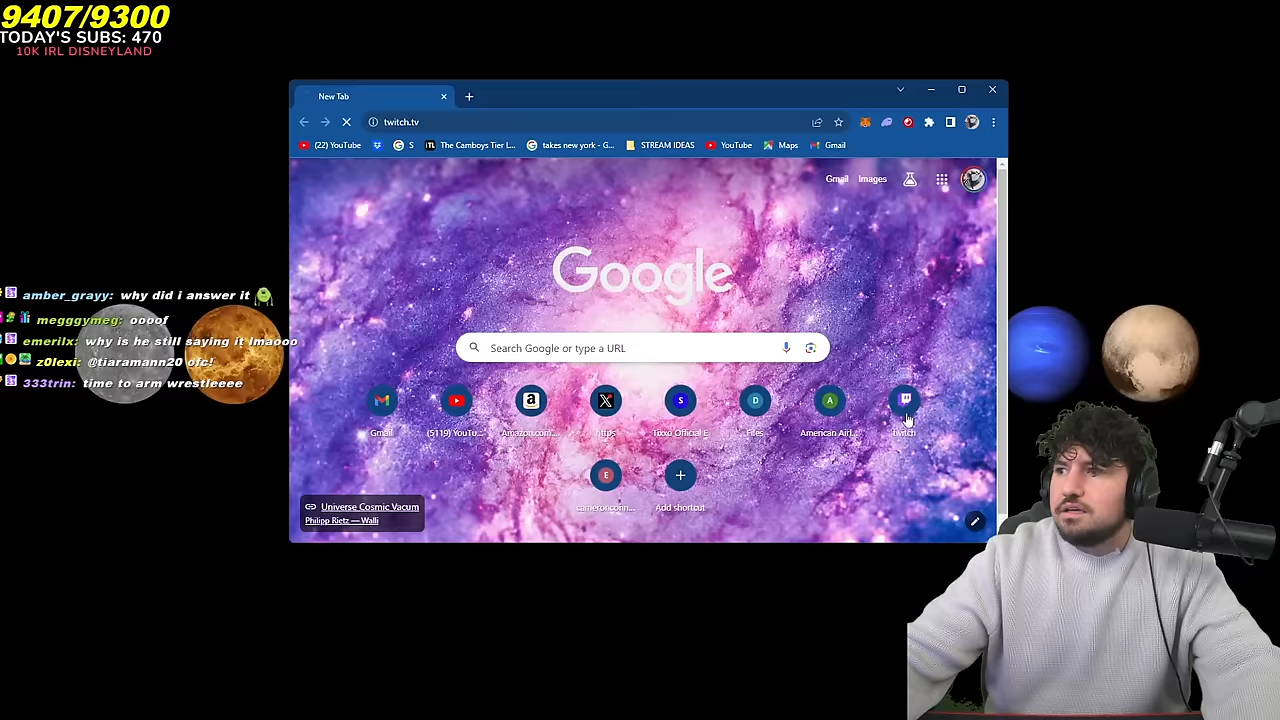 9407/9300
TODAY'S SUBS: 470
10K IRL DISNEYLAND
New Tab
twitch.tv
(22) YouTube
S
The Camboys Tier L...
takes new york - G...
STREAM IDEAS
YouTube
Maps
Gmail
Gmail
Images
Google
Search Google or type a URL
amber_grayy: why did i answer it
megggymeg: oooof
emerilx: why is he still saying it lmaooo
z0lexi: @tiaramann20 ofc!
333trin: time to arm wrestleeee
a
S
D
A
Gmail
(5119) YouTu...
Amazon.com...
https
Tixxo Official E...
Files
American Airl...
twitch
E
cameronconn...
Add shortcut
Universe Cosmic Vacum
Philipp Rietz — Walli